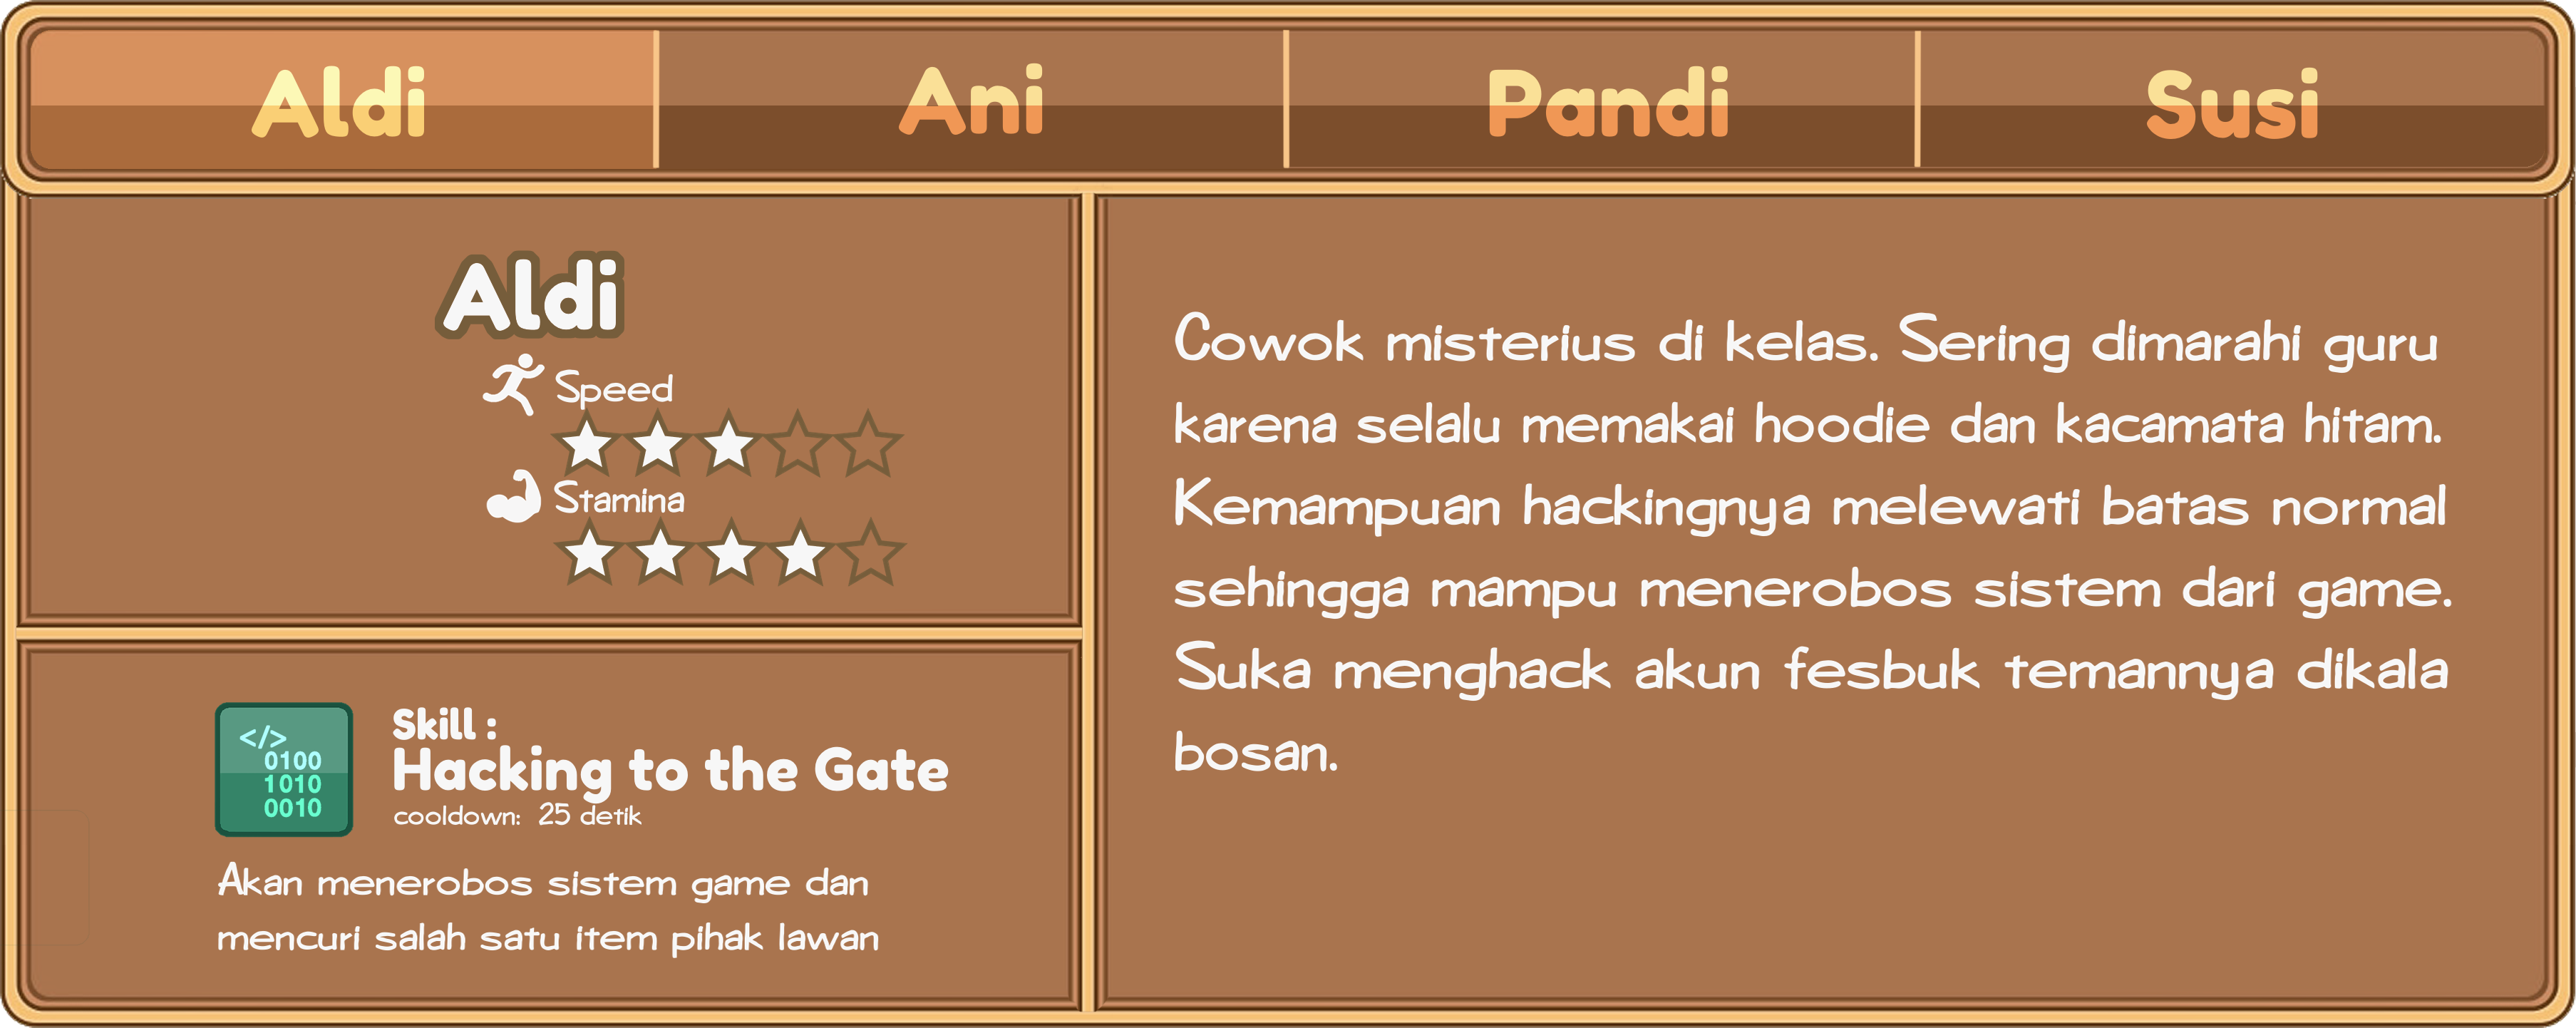 Aldi Ani Pandi Susi
Aldi
Speed
Stamina
Skill :
Hacking to the Gate
cooldown: 25 detik
</>
0100
1010
0010
Akan menerobos sistem game dan
mencuri salah satu item pihak lawan
Cowok misterius di kelas. Sering dimarahi guru
karena selalu memakai hoodie dan kacamata hitam.
Kemampuan hackingnya melewati batas normal
sehingga mampu menerobos sistem dari game.
Suka menghack akun fesbuk temannya dikala
bosan.